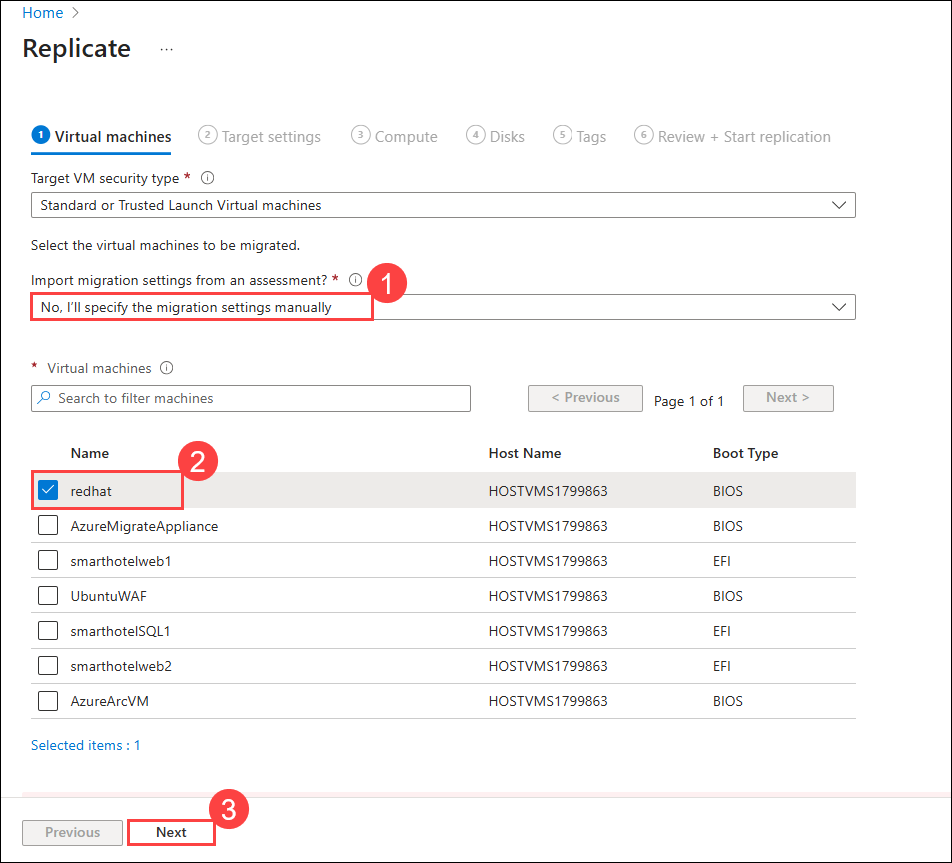 Home >
Replicate ...
1 Virtual machines 2 Target settings 3 Compute 4 Disks 5 Tags 6 Review + Start replication
Target VM security type *
Standard or Trusted Launch Virtual machines
Select the virtual machines to be migrated.
Import migration settings from an assessment? * 1
No, I'll specify the migration settings manually
* Virtual machines
Search to filter machines < Previous Page 1 of 1 Next >
Name Host Name Boot Type
2
redhat HOSTVMS1799863 BIOS
AzureMigrateAppliance HOSTVMS1799863 BIOS
smarthotelweb1 HOSTVMS1799863 EFI
UbuntuWAF HOSTVMS1799863 BIOS
smarthotelSQL1 HOSTVMS1799863 EFI
smarthotelweb2 HOSTVMS1799863 EFI
AzureArcVM HOSTVMS1799863 BIOS
Selected items : 1
3
Previous Next